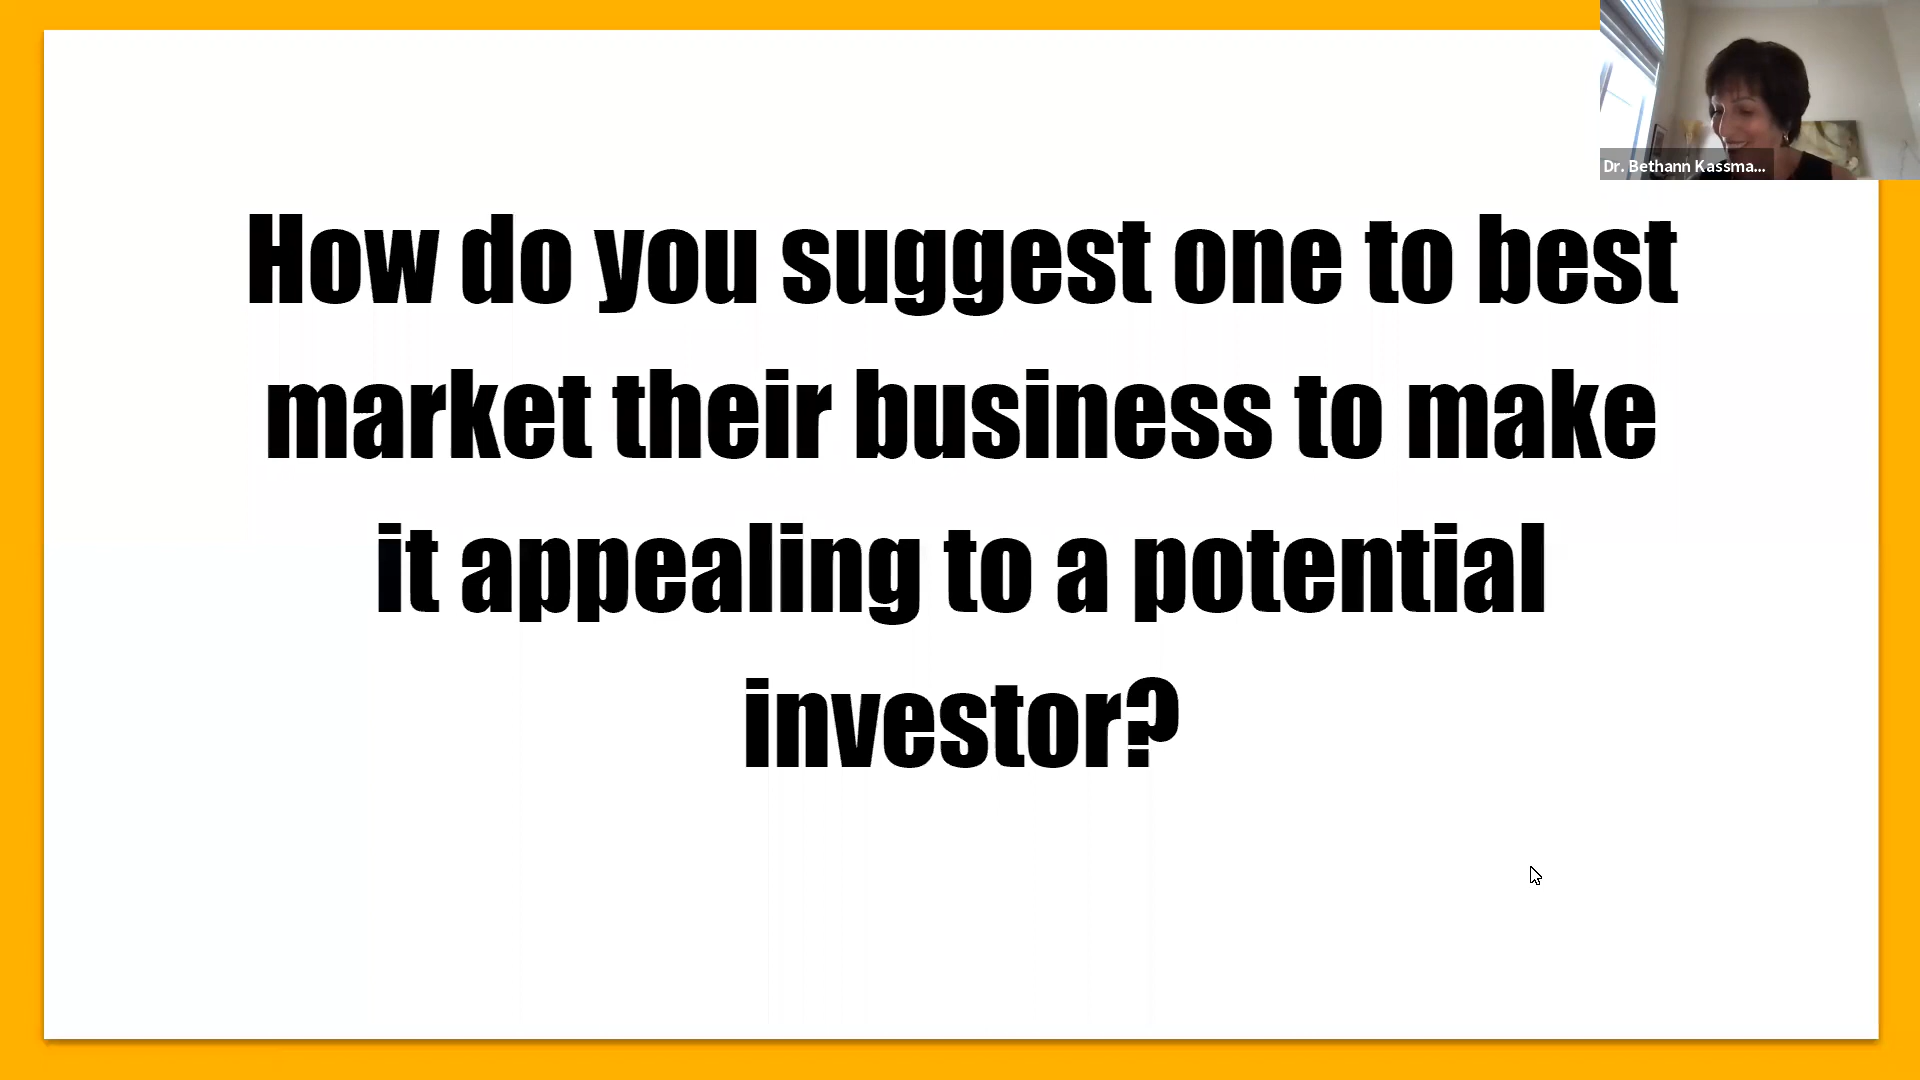 Dr. Bethann Kassma...
How do you suggest one to best
market their business to make
it appealing to a potential
investor?